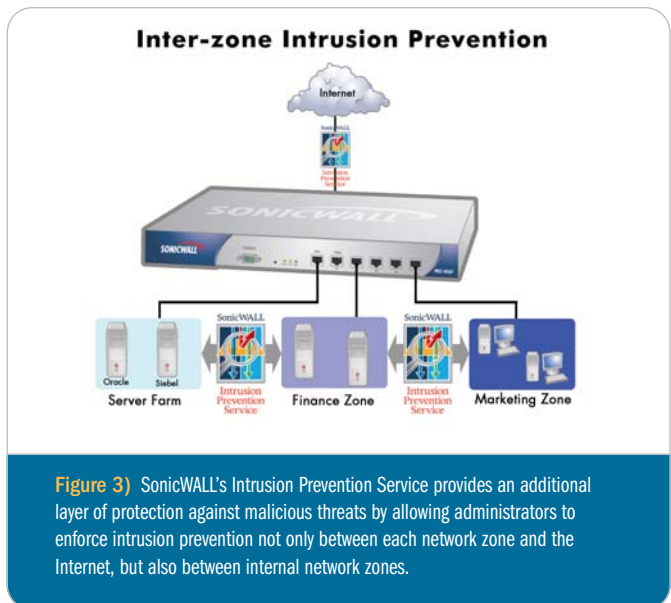 Inter-zone Intrusion Prevention
Internet
SonicWALL
Intrusion
Prevention
Service
SONICWALL
SONICWALL
SonicWALL
SonicWALL
Oracle
Siebel
Intrusion
Prevention
Service
Intrusion
Prevention
Service
Server Farm
Finance Zone
Marketing Zone
Figure 3) SonicWALL's Intrusion Prevention Service provides an additional
layer of protection against malicious threats by allowing administrators to
enforce intrusion prevention not only between each network zone and the
Internet, but also between internal network zones.